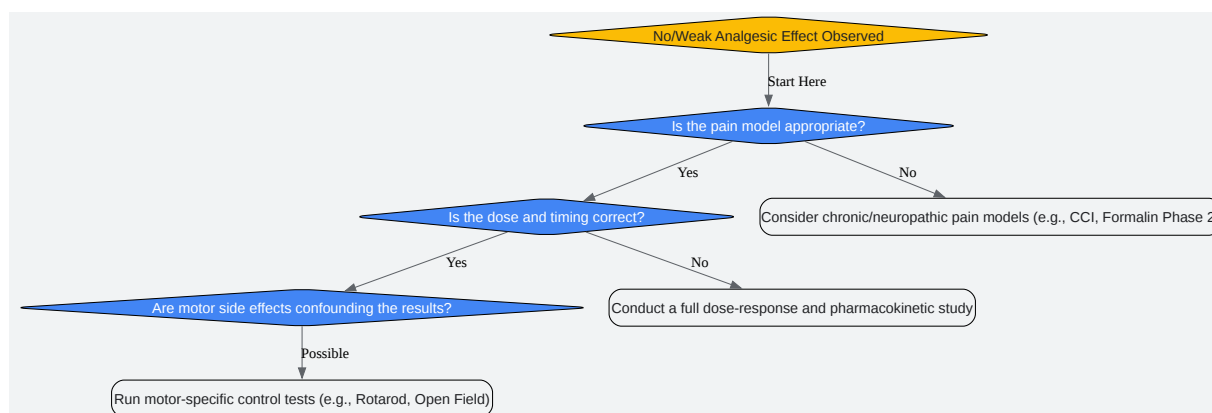 No/Weak Analgesic Effect Observed
Start Here
Is the pain model appropriate?
Yes
No
Is the dose and timing correct?
Consider chronic/neuropathic pain models (e.g., CCI, Formalin Phase 2
Yes
No
Are motor side effects confounding the results?
Conduct a full dose-response and pharmacokinetic study
Possible
Run motor-specific control tests (e.g., Rotarod, Open Field)